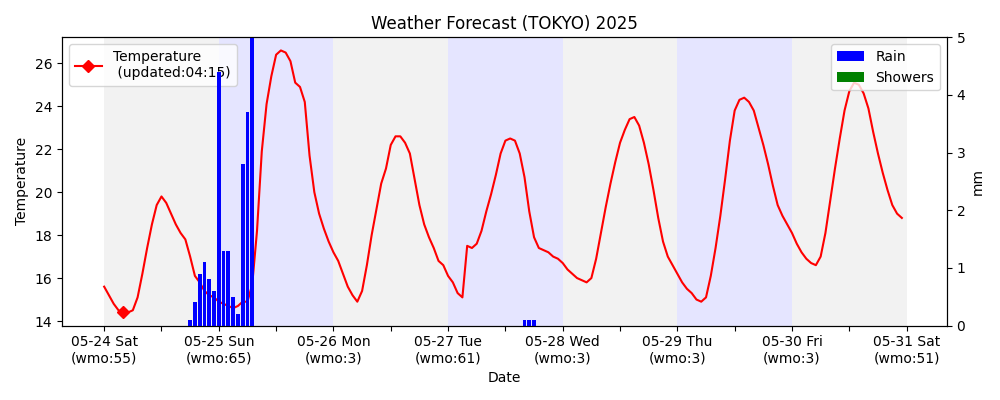 Weather Forecast (TOKYO) 2025
Temperature
(updated:04:15)
Rain
Showers
26
24
22
20
18
16
14
Temperature
5
4
3
2
1
0
mm
05-24 Sat
(wmo:55)
05-25 Sun
(wmo:65)
05-26 Mon
(wmo:3)
05-27 Tue
(wmo:61)
05-28 Wed
(wmo:3)
05-29 Thu
(wmo:3)
05-30 Fri
(wmo:3)
05-31 Sat
(wmo:51)
Date